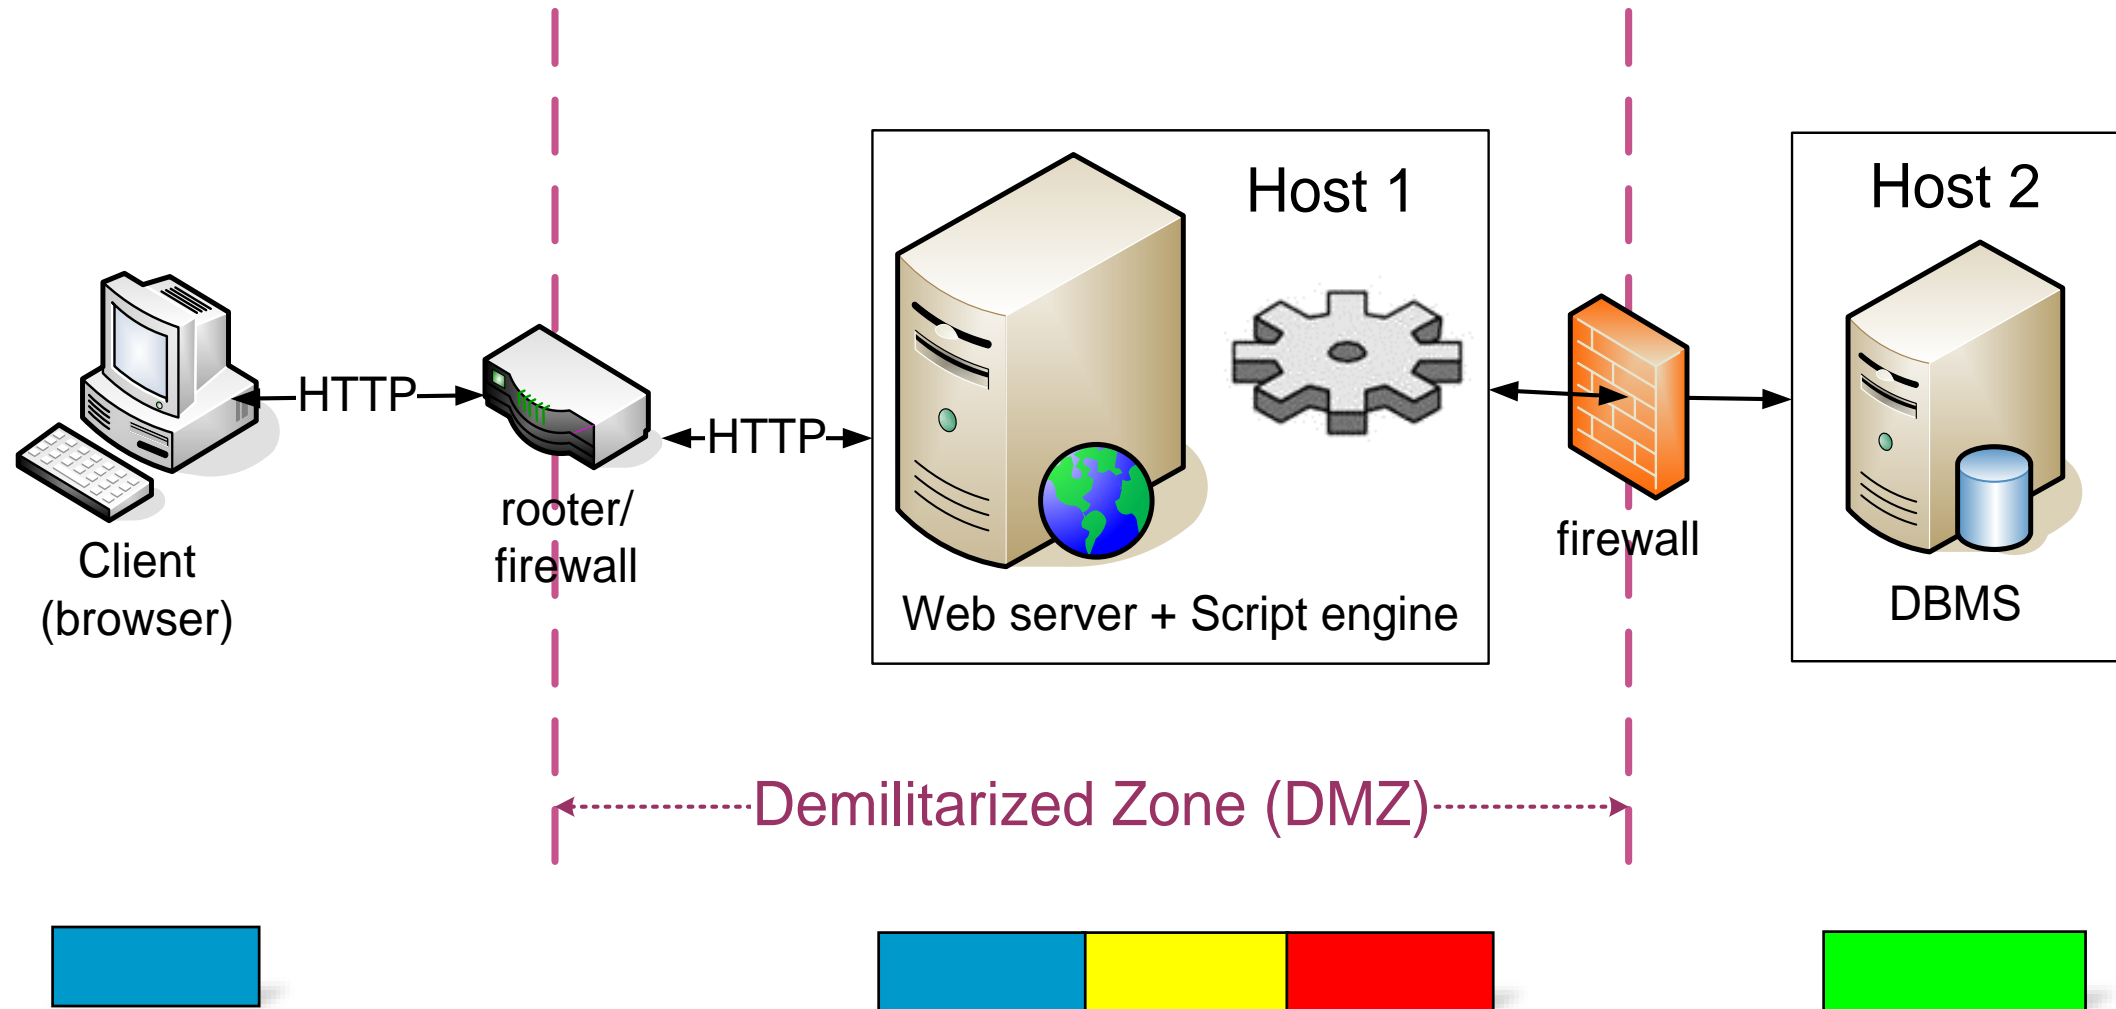 Host 1
Host 2
HTTP
HTTP
rooter/
firewall
firewall
Client
(browser)
Web server + Script engine
DBMS
Demilitarized Zone (DMZ)